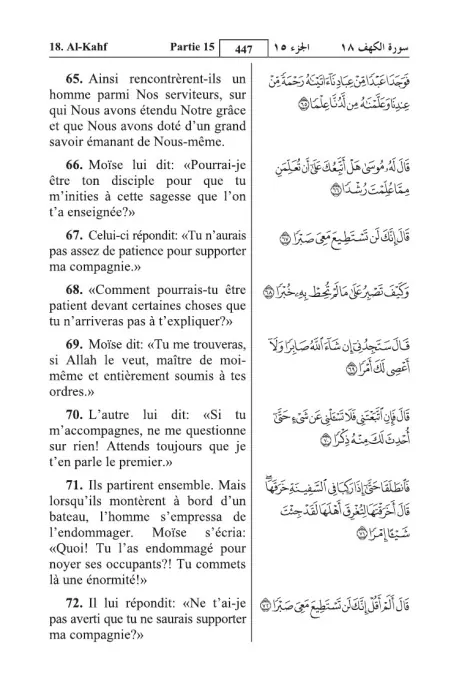 18. Al-Kahf Partie 15 447 الجزء ١٥ سورة الكهف ١٨
65. Ainsi rencontrèrent-ils un
homme parmi Nos serviteurs, sur
qui Nous avons étendu Notre grâce
et que Nous avons doté d'un grand
savoir émanant de Nous-même.
فَوَجَدَا عَبْدًا مِّنْ عِبَادِنَآ ءَاتَيْنَٰهُ رَحْمَةً مِّنْ
عِندِنَا وَعَلَّمْنَٰهُ مِن لَّدُنَّا عِلْمًا ﴿٦٥﴾
66. Moïse lui dit: «Pourrai-je
être ton disciple pour que tu
m'inities à cette sagesse que l'on
t'a enseignée?»
قَالَ لَهُۥ مُوسَىٰ هَلْ أَتَّبِعُكَ عَلَىٰٓ أَن تُعَلِّمَنِ
مِمَّا عُلِّمْتَ رُشْدًا ﴿٦٦﴾
67. Celui-ci répondit: «Tu n'aurais
pas assez de patience pour supporter
ma compagnie.»
قَالَ إِنَّكَ لَن تَسْتَطِيعَ مَعِىَ صَبْرًا ﴿٦٧﴾
68. «Comment pourrais-tu être
patient devant certaines choses que
tu n'arriveras pas à t'expliquer?»
وَكَيْفَ تَصْبِرُ عَلَىٰ مَا لَمْ تُحِطْ بِهِۦ خُبْرًا ﴿٦٨﴾
69. Moïse dit: «Tu me trouveras,
si Allah le veut, maître de moi-
même et entièrement soumis à tes
ordres.»
قَالَ سَتَجِدُنِىٓ إِن شَآءَ ٱللَّهُ صَابِرًا وَلَآ
أَعْصِى لَكَ أَمْرًا ﴿٦٩﴾
70. L'autre lui dit: «Si tu
m'accompagnes, ne me questionne
sur rien! Attends toujours que je
t'en parle le premier.»
قَالَ فَإِنِ ٱتَّبَعْتَنِى فَلَا تَسْـَٔلْنِى عَن شَىْءٍ حَتَّىٰٓ
أُحْدِثَ لَكَ مِنْهُ ذِكْرًا ﴿٧٠﴾
71. Ils partirent ensemble. Mais
lorsqu'ils montèrent à bord d'un
bateau, l'homme s'empressa de
l'endommager. Moïse s'écria:
«Quoi! Tu l'as endommagé pour
noyer ses occupants?! Tu commets
là une énormité!»
فَٱنطَلَقَا حَتَّىٰٓ إِذَا رَكِبَا فِى ٱلسَّفِينَةِ خَرَقَهَا ۖ
قَالَ أَخَرَقْتَهَا لِتُغْرِقَ أَهْلَهَا لَقَدْ جِئْتَ
شَيْـًٔا إِمْرًا ﴿٧١﴾
72. Il lui répondit: «Ne t'ai-je
pas averti que tu ne saurais supporter
ma compagnie?»
قَالَ أَلَمْ أَقُلْ إِنَّكَ لَن تَسْتَطِيعَ مَعِىَ صَبْرًا ﴿٧٢﴾